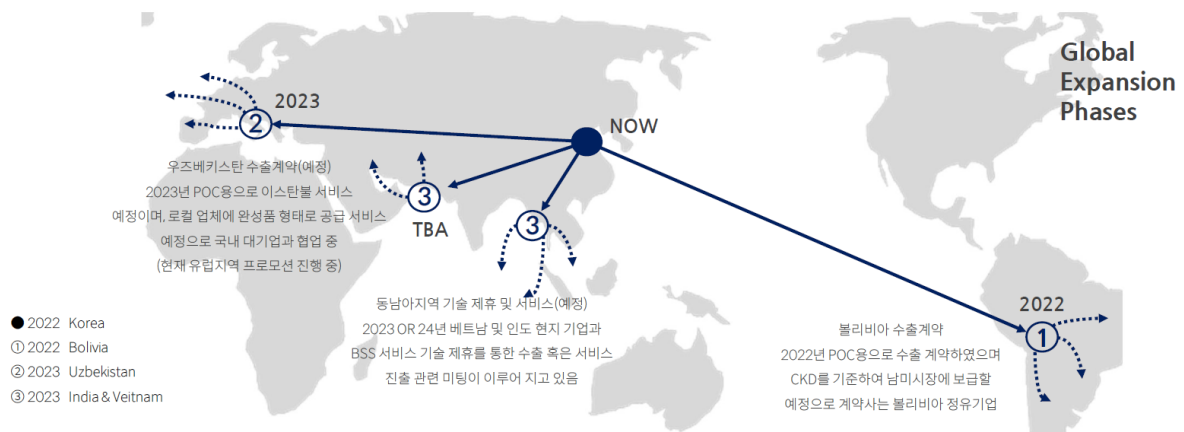 Global
Expansion
Phases
2023
②
NOW
우즈베키스탄 수출계약(예정)
2023년 POC용으로 이스탄불 서비스
예정이며, 로컬 업체에 완성품 형태로 공급 서비스
예정으로 국내 대기업과 협업 중
(현재 유럽지역 프로모션 진행 중)
③
TBA
③
동남아지역 기술 제휴 및 서비스(예정)
2023 OR 24년 베트남 및 인도 현지 기업과
BSS 서비스 기술 제휴를 통한 수출 혹은 서비스
진출 관련 미팅이 이루어 지고 있음
2022
①
볼리비아 수출계약
2022년 POC용으로 수출 계약하였으며
CKD를 기준하여 남미시장에 보급할
예정으로 계약사는 볼리비아 정유기업
● 2022 Korea
① 2022 Bolivia
② 2023 Uzbekistan
③ 2023 India & Veitnam